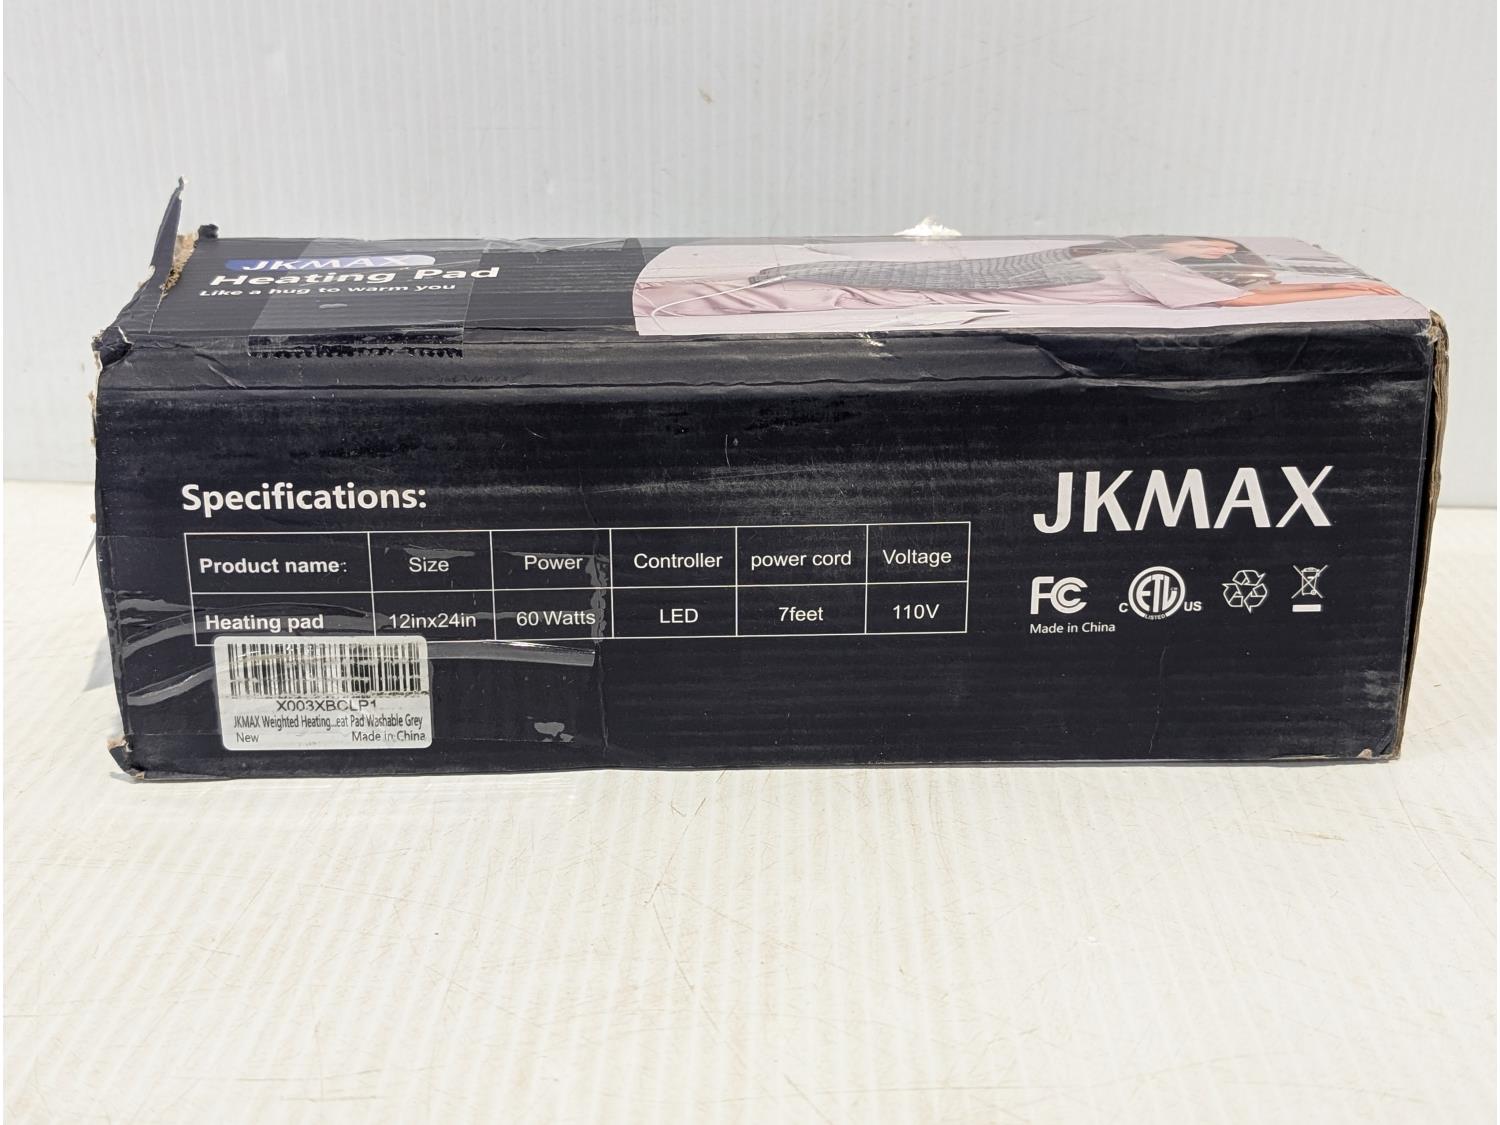 JKMAX
Heating Pad
Like a hug to warm you
Specifications:
Product name: Size Power Controller power cord Voltage
Heating pad 12inx24in 60 Watts LED 7feet 110V
JKMAX
FC c ETL us
LISTED
Made in China
X003XBCLP1
JKMAX Weighted Heating...eat Pad Washable Grey
New Made in China